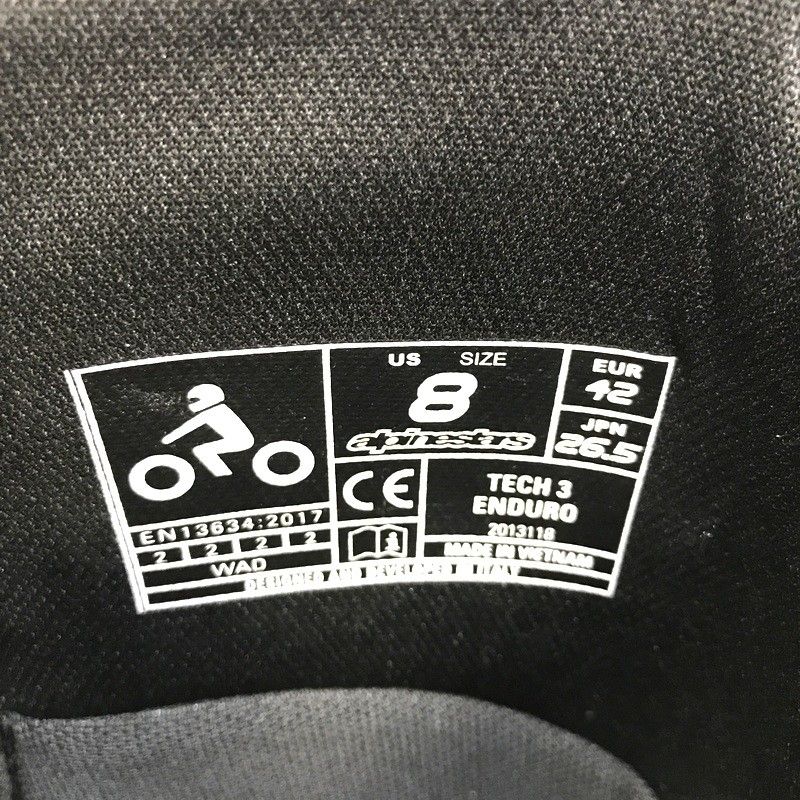 US SIZE
8
alpinestars
EUR
42
JPN
26.5
EN13634:2017
2 2 2 2
WAD
CE
TECH 3
ENDURO
2013118
MADE IN VIETNAM
DESIGNED AND DEVELOPED IN ITALY